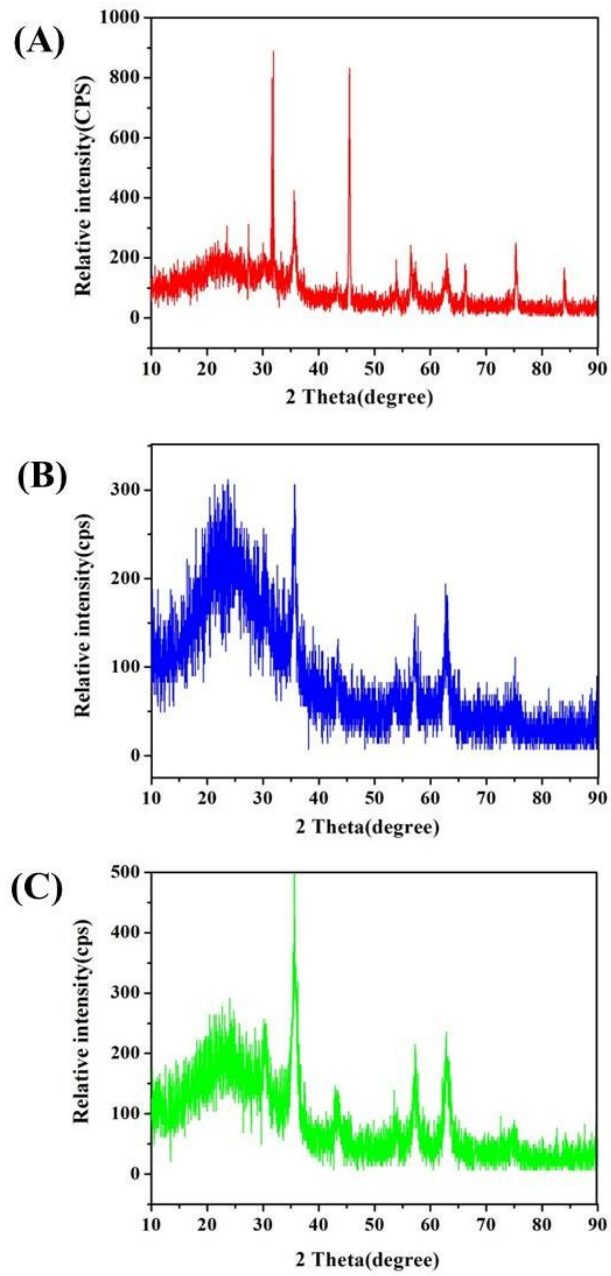 (A)
1000
800
600
400
200
0
Relative intensity(CPS)
10 20 30 40 50 60 70 80 90
2 Theta(degree)
(B)
300
200
100
0
Relative intensity(cps)
10 20 30 40 50 60 70 80 90
2 Theta(degree)
(C)
500
400
300
200
100
0
Relative intensity(cps)
10 20 30 40 50 60 70 80 90
2 Theta(degree)